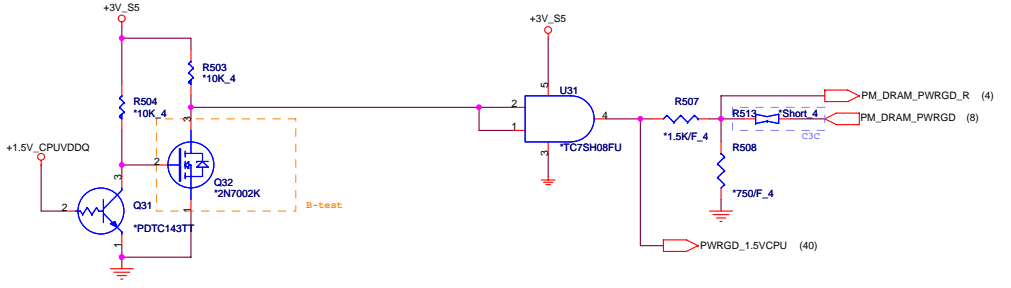 +3V_S5
+3V_S5
R503
*10K_4
R504
*10K_4
+1.5V_CPUVDDQ
3
2
1
Q32
*2N7002K
B-test
3
2
1
Q31
*PDTC143TT
U31
5
2
1
4
3
*TC7SH08FU
R507
*1.5K/F_4
PM_DRAM_PWRGD_R (4)
R513
*Short_4
PM_DRAM_PWRGD (8)
C3C
R508
*750/F_4
PWRGD_1.5VCPU (40)